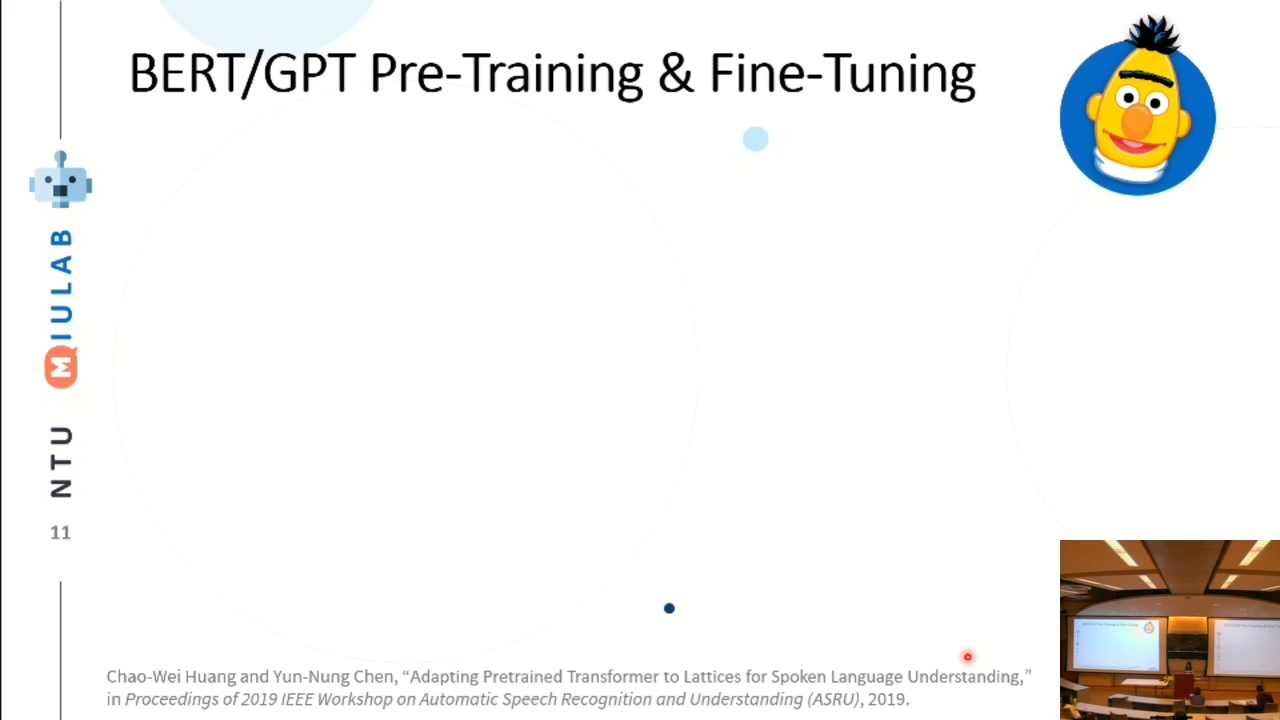 BERT/GPT Pre-Training & Fine-Tuning
NTU MIULAB
11
Chao-Wei Huang and Yun-Nung Chen, “Adapting Pretrained Transformer to Lattices for Spoken Language Understanding,”
in Proceedings of 2019 IEEE Workshop on Automatic Speech Recognition and Understanding (ASRU), 2019.